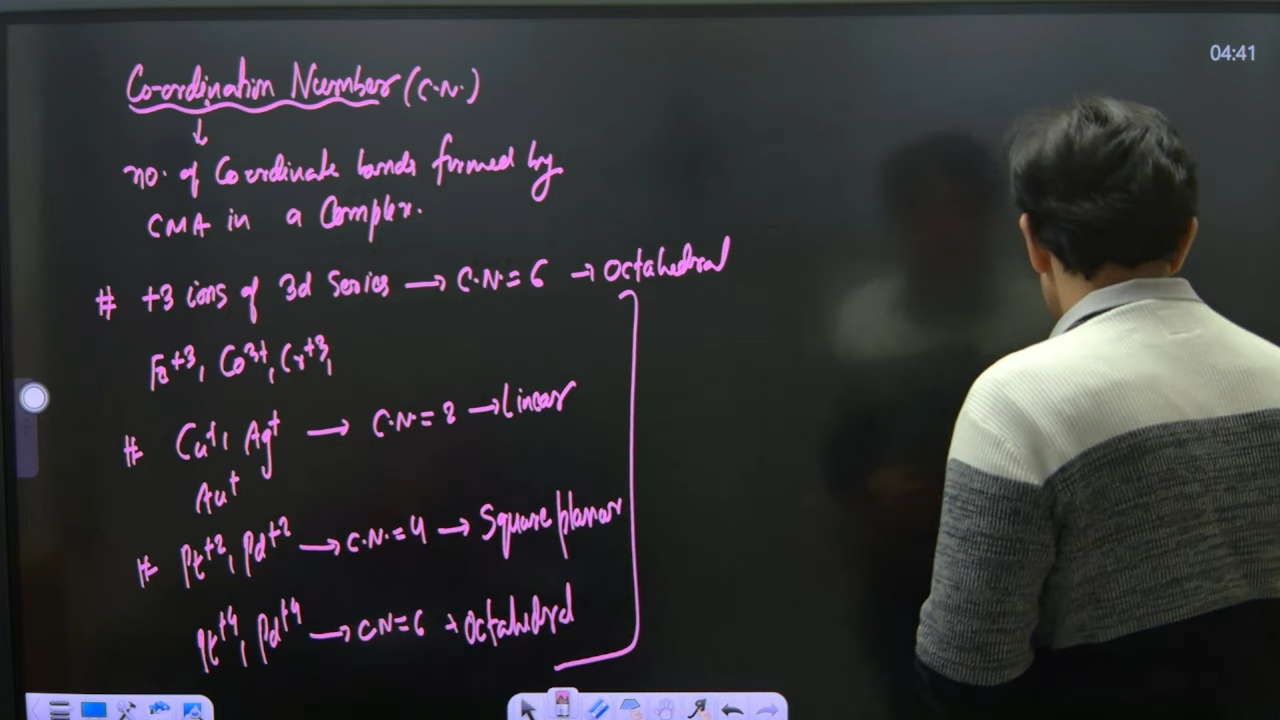 04:41
Co-ordination Number (C.N.)
↓
no. of Coordinate bonds formed by
CMA in a Complex.
# +3 ions of 3d Series → C.N. = 6 → Octahedral
Fe+3, Co3+, Cr+3,
# Cu+, Ag+ → C.N. = 2 → Linear
Au+
# Pt+2, Pd+2 → C.N. = 4 → Square planar
Pt+4, Pd+4 → CN = 6 → Octahedral